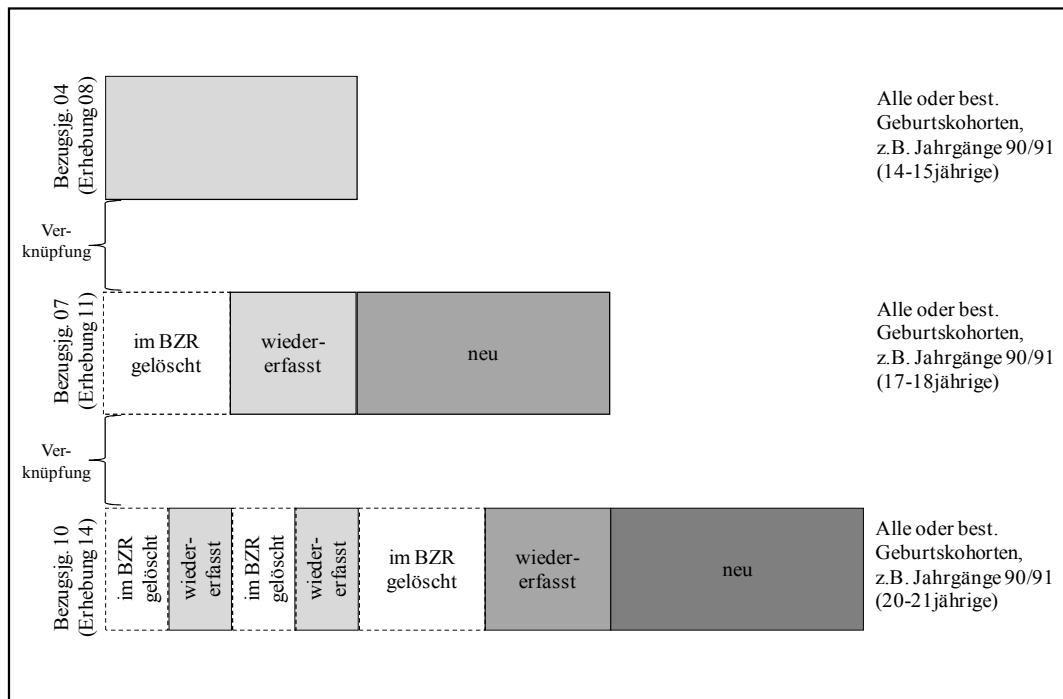 Bezugsjg. 04
(Erhebung 08)
Alle oder best.
Geburtskohorten,
z.B. Jahrgänge 90/91
(14-15jährige)
Ver-
knüpfung
Bezugsjg. 07
(Erhebung 11)
im BZR
gelöscht
wieder-
erfasst
neu
Alle oder best.
Geburtskohorten,
z.B. Jahrgänge 90/91
(17-18jährige)
Ver-
knüpfung
Bezugsjg. 10
(Erhebung 14)
im BZR
gelöscht
wieder-
erfasst
im BZR
gelöscht
wieder-
erfasst
im BZR
gelöscht
wieder-
erfasst
neu
Alle oder best.
Geburtskohorten,
z.B. Jahrgänge 90/91
(20-21jährige)